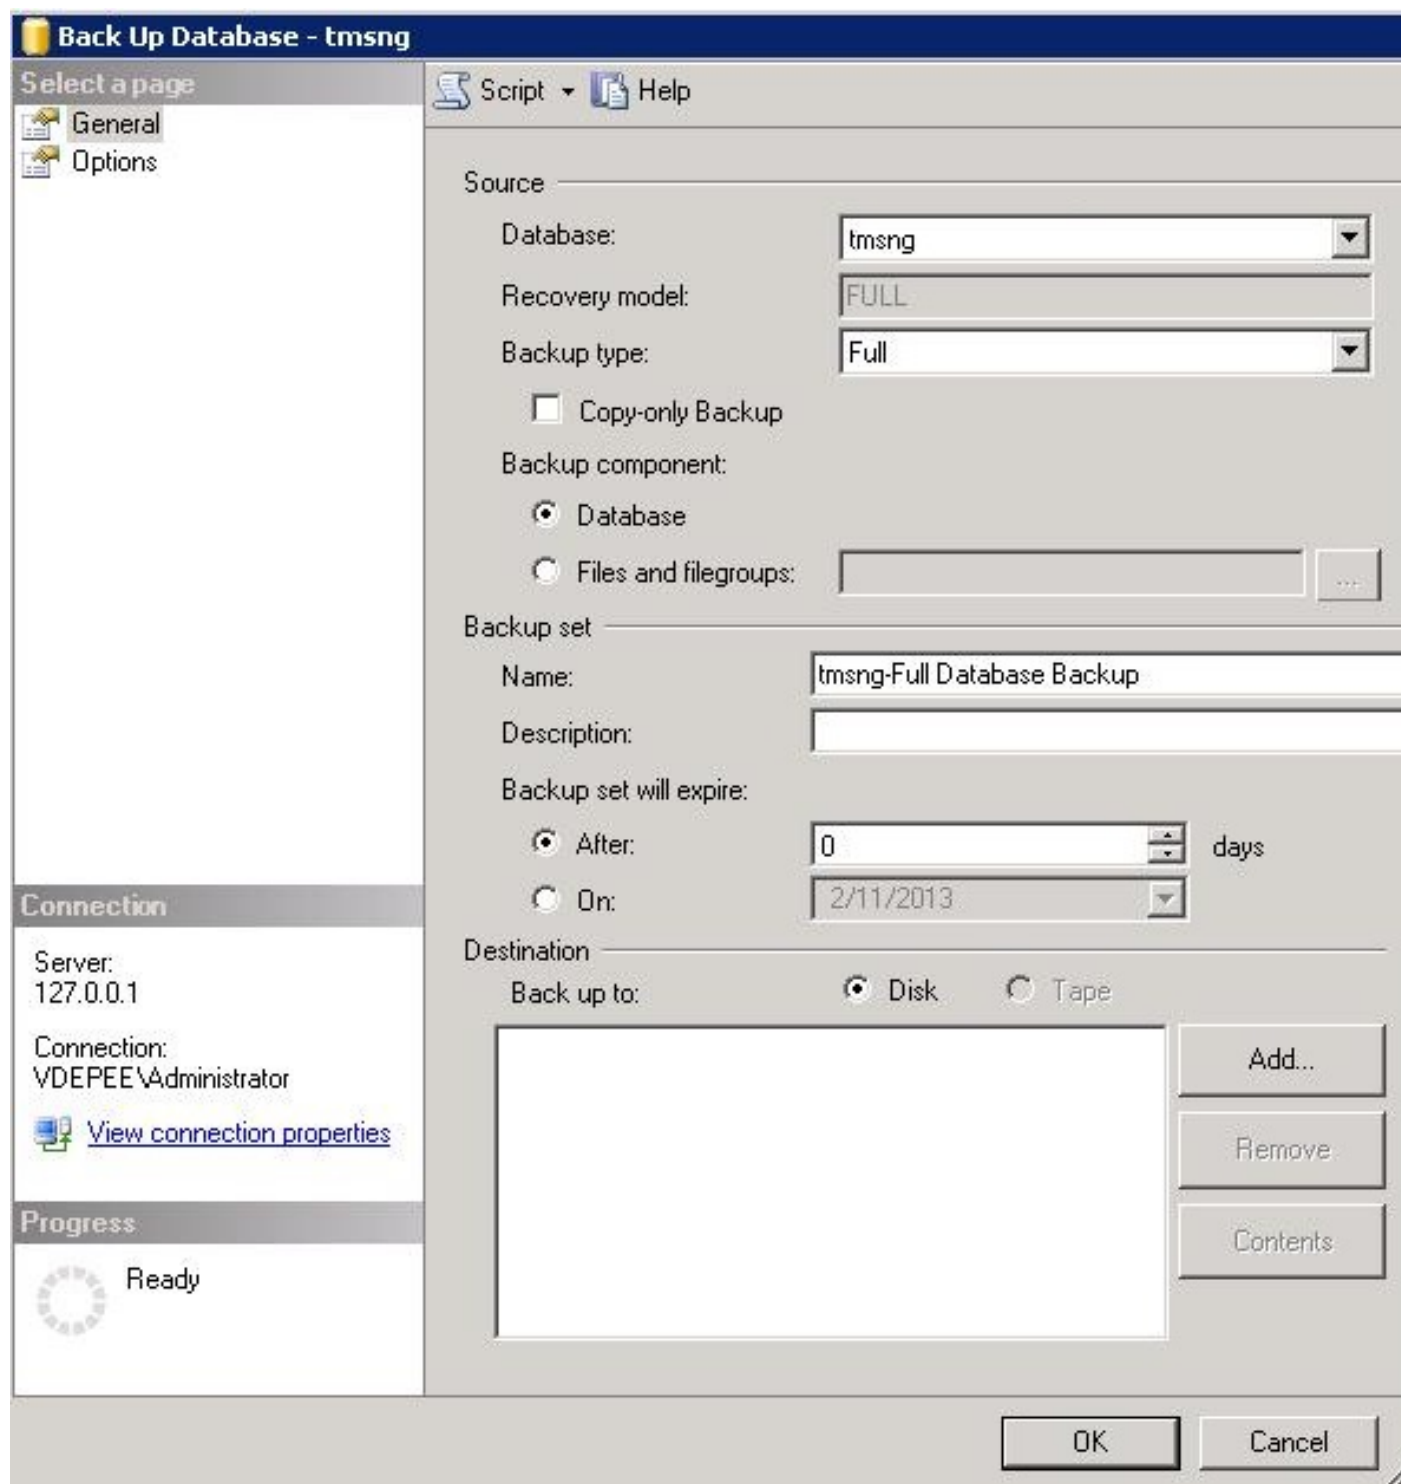 Back Up Database - tmsng
Select a page
General
Options
Script
Help
Source
Database:
tmsng
Recovery model:
FULL
Backup type:
Full
Copy-only Backup
Backup component:
Database
Files and filegroups:
...
Backup set
Name:
tmsng-Full Database Backup
Description:
Backup set will expire:
After:
0
days
On:
2/11/2013
Destination
Back up to:
Disk
Tape
Add...
Remove
Contents
Connection
Server:
127.0.0.1
Connection:
VDEPEE\Administrator
View connection properties
Progress
Ready
OK
Cancel